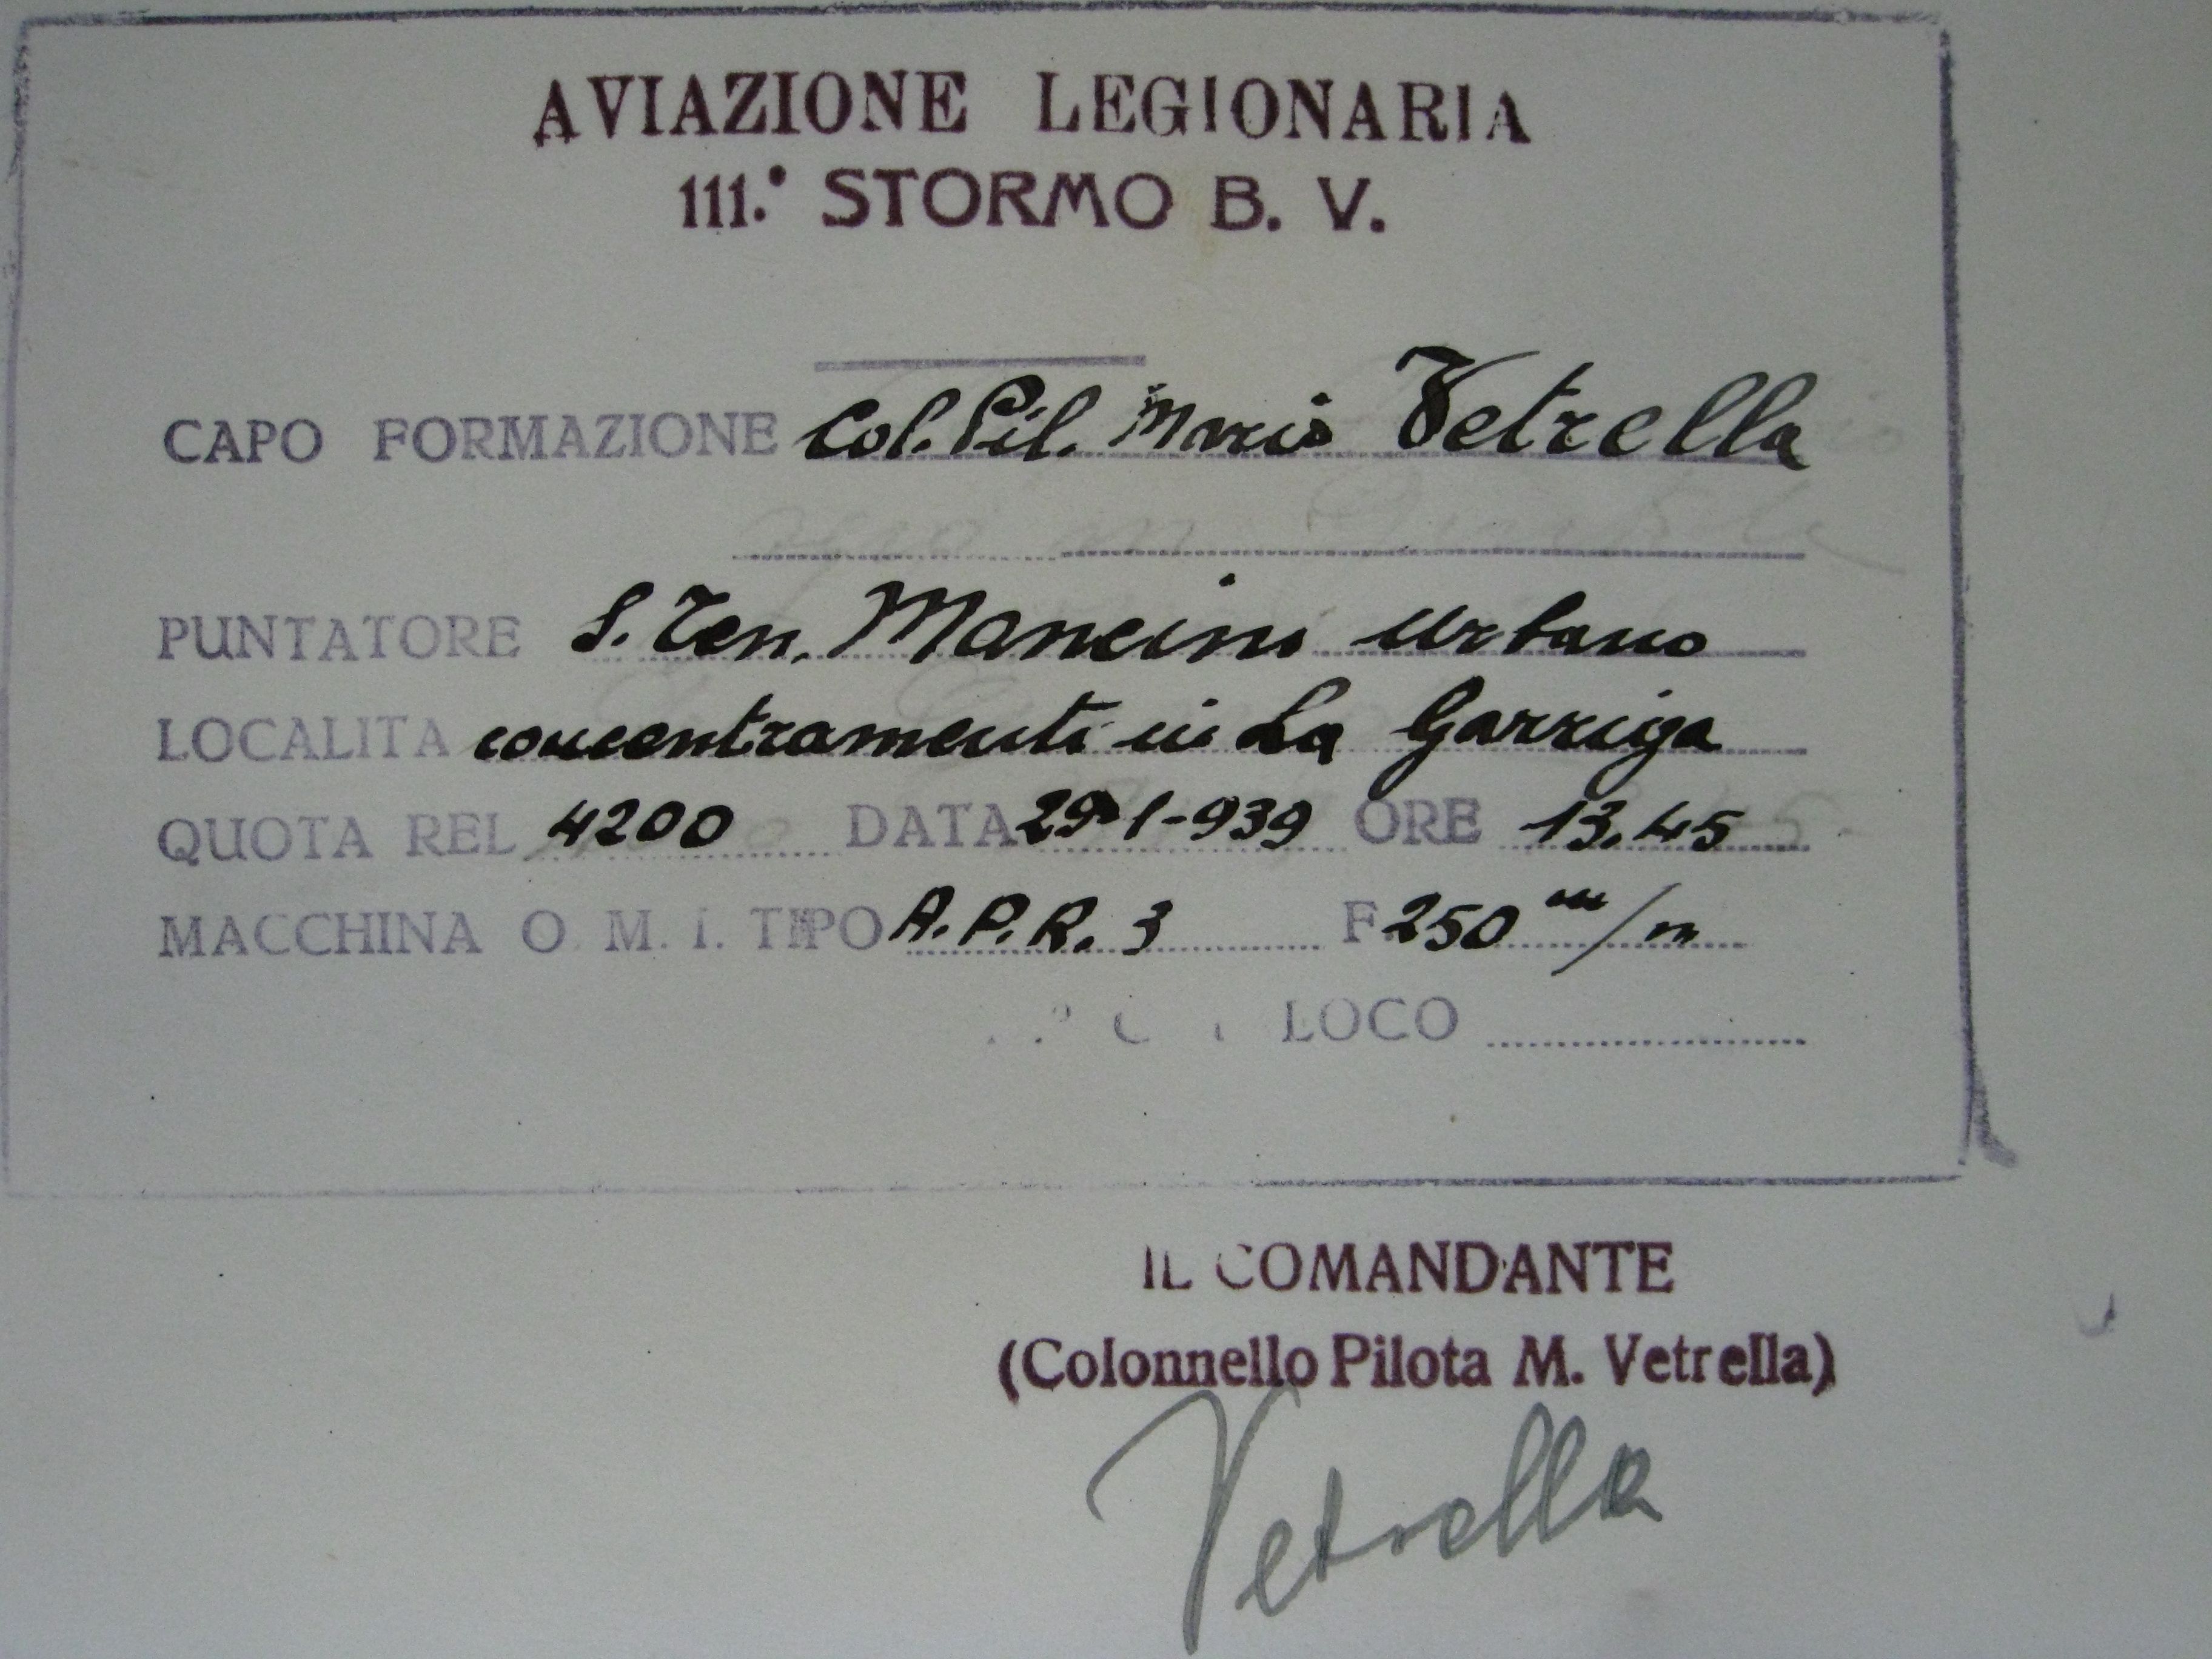 AVIAZIONE LEGIONARIA
111.° STORMO B. V.
CAPO FORMAZIONE Col. Pil. Mario Vetrella
PUNTATORE S. Ten. Mancini Urbano
LOCALITA concentramenti in La Garriga
QUOTA REL 4200 DATA 29-1-939 ORE 13.45
MACCHINA O. M. I. TIPO A.P.R. 3 F. 250 m/m
LOCO
IL COMANDANTE
(Colonnello Pilota M. Vetrella)
Vetrella